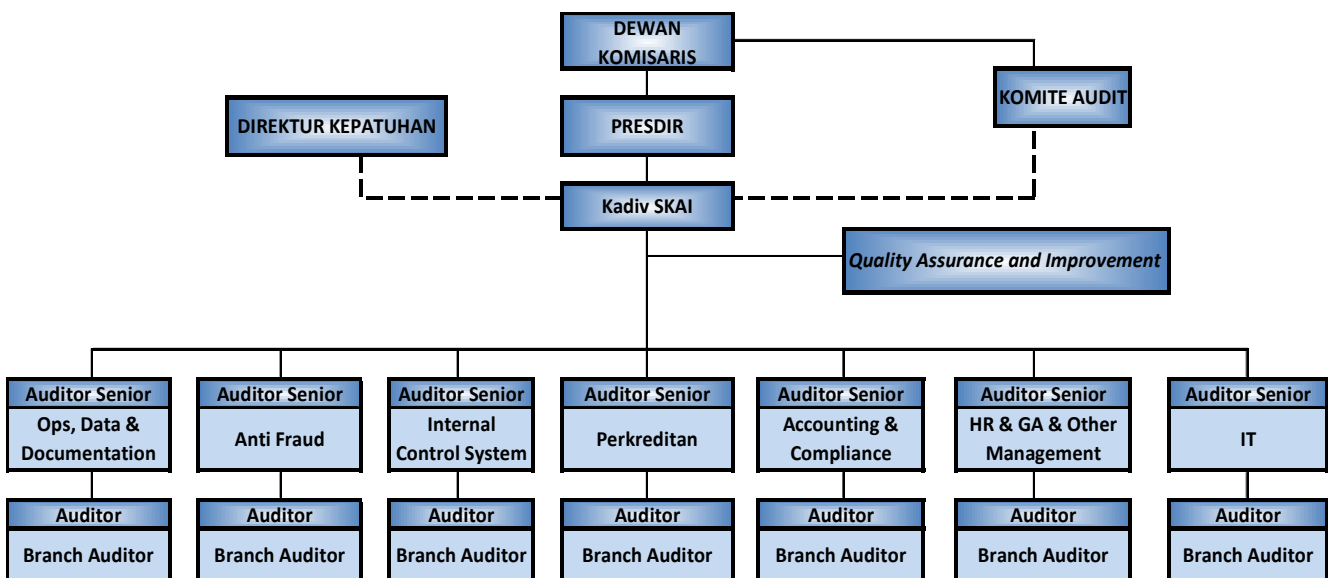 DEWAN
KOMISARIS
KOMITE AUDIT
DIREKTUR KEPATUHAN
PRESDIR
Kadiv SKAI
Quality Assurance and Improvement
Auditor Senior
Ops, Data &
Documentation
Auditor Senior
Anti Fraud
Auditor Senior
Internal
Control System
Auditor Senior
Perkreditan
Auditor Senior
Accounting &
Compliance
Auditor Senior
HR & GA & Other
Management
Auditor Senior
IT
Auditor
Branch Auditor
Auditor
Branch Auditor
Auditor
Branch Auditor
Auditor
Branch Auditor
Auditor
Branch Auditor
Auditor
Branch Auditor
Auditor
Branch Auditor